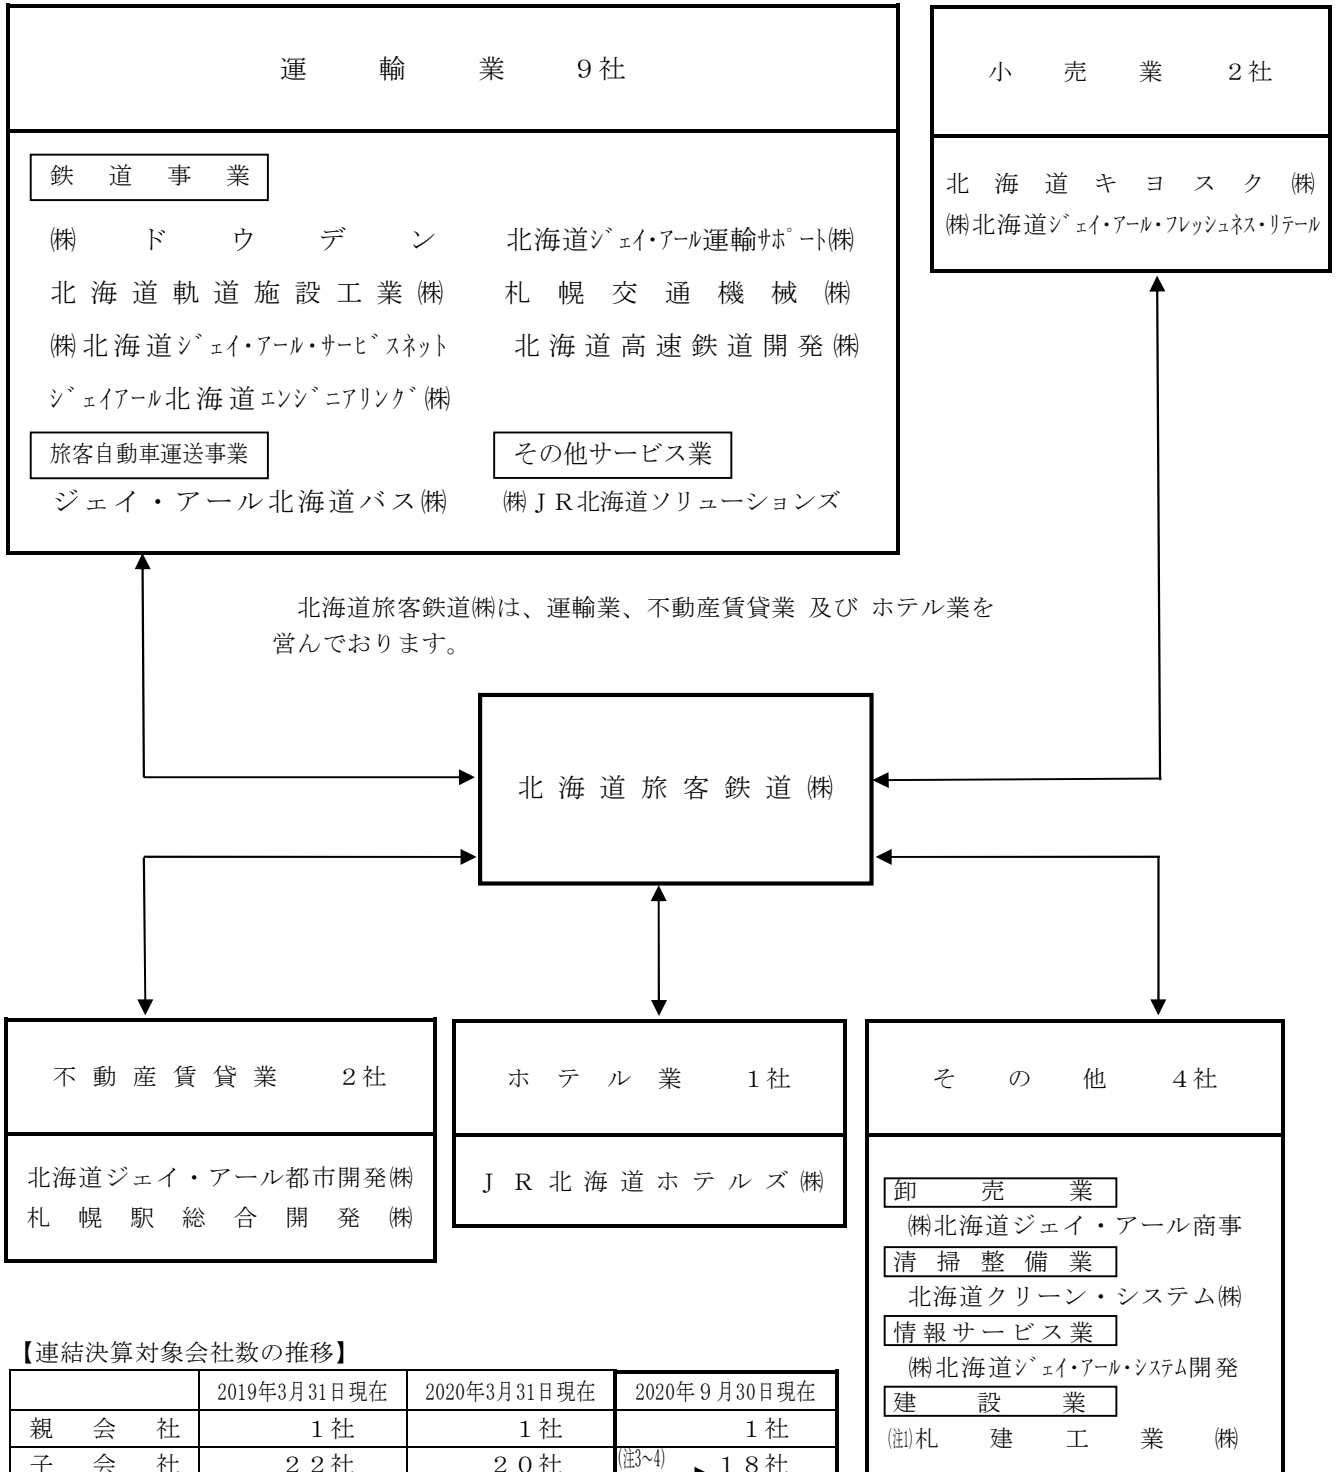 運輸業 9社
鉄道事業
㈱ドウデン 北海道ｼﾞｪｲ・ｱｰﾙ運輸ｻﾎﾟｰﾄ㈱
北海道軌道施設工業㈱ 札幌交通機械㈱
㈱北海道ｼﾞｪｲ・ｱｰﾙ・ｻｰﾋﾞｽﾈｯﾄ 北海道高速鉄道開発㈱
ｼﾞｪｲｱｰﾙ北海道ｴﾝｼﾞﾆｱﾘﾝｸﾞ㈱
旅客自動車運送事業 その他サービス業
ジェイ・アール北海道バス㈱ ㈱ＪＲ北海道ソリューションズ
小売業 2社
北海道キヨスク㈱
㈱北海道ｼﾞｪｲ・ｱｰﾙ・ﾌﾚｯｼｭﾈｽ・ﾘﾃｰﾙ
北海道旅客鉄道㈱は、運輸業、不動産賃貸業 及び ホテル業を
営んでおります。
北海道旅客鉄道㈱
不動産賃貸業 2社
北海道ジェイ・アール都市開発㈱
札幌駅総合開発㈱
ホテル業 1社
ＪＲ北海道ホテルズ㈱
その他 4社
卸売業
㈱北海道ジェイ・アール商事
清掃整備業
北海道クリーン・システム㈱
情報サービス業
㈱北海道ｼﾞｪｲ・ｱｰﾙ・ｼｽﾃﾑ開発
建設業
(注1)札建工業㈱
【連結決算対象会社数の推移】
2019年3月31日現在 2020年3月31日現在 2020年９月30日現在
親会社 １社 １社 １社
子会社 ２２社 ２０社 (注3~4) １８社